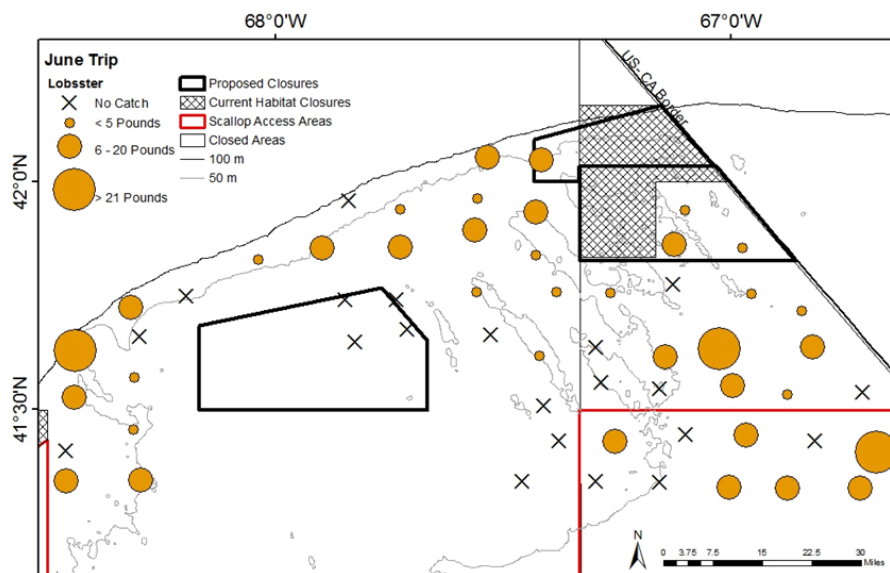 68°0'W
67°0'W
June Trip
Lobsster
No Catch
< 5 Pounds
6 - 20 Pounds
> 21 Pounds
Proposed Closures
Current Habitat Closures
Scallop Access Areas
Closed Areas
100 m
50 m
US- CA Border
42°0'N
41°30'N
N
0 3.75 7.5 15 22.5 30
Miles